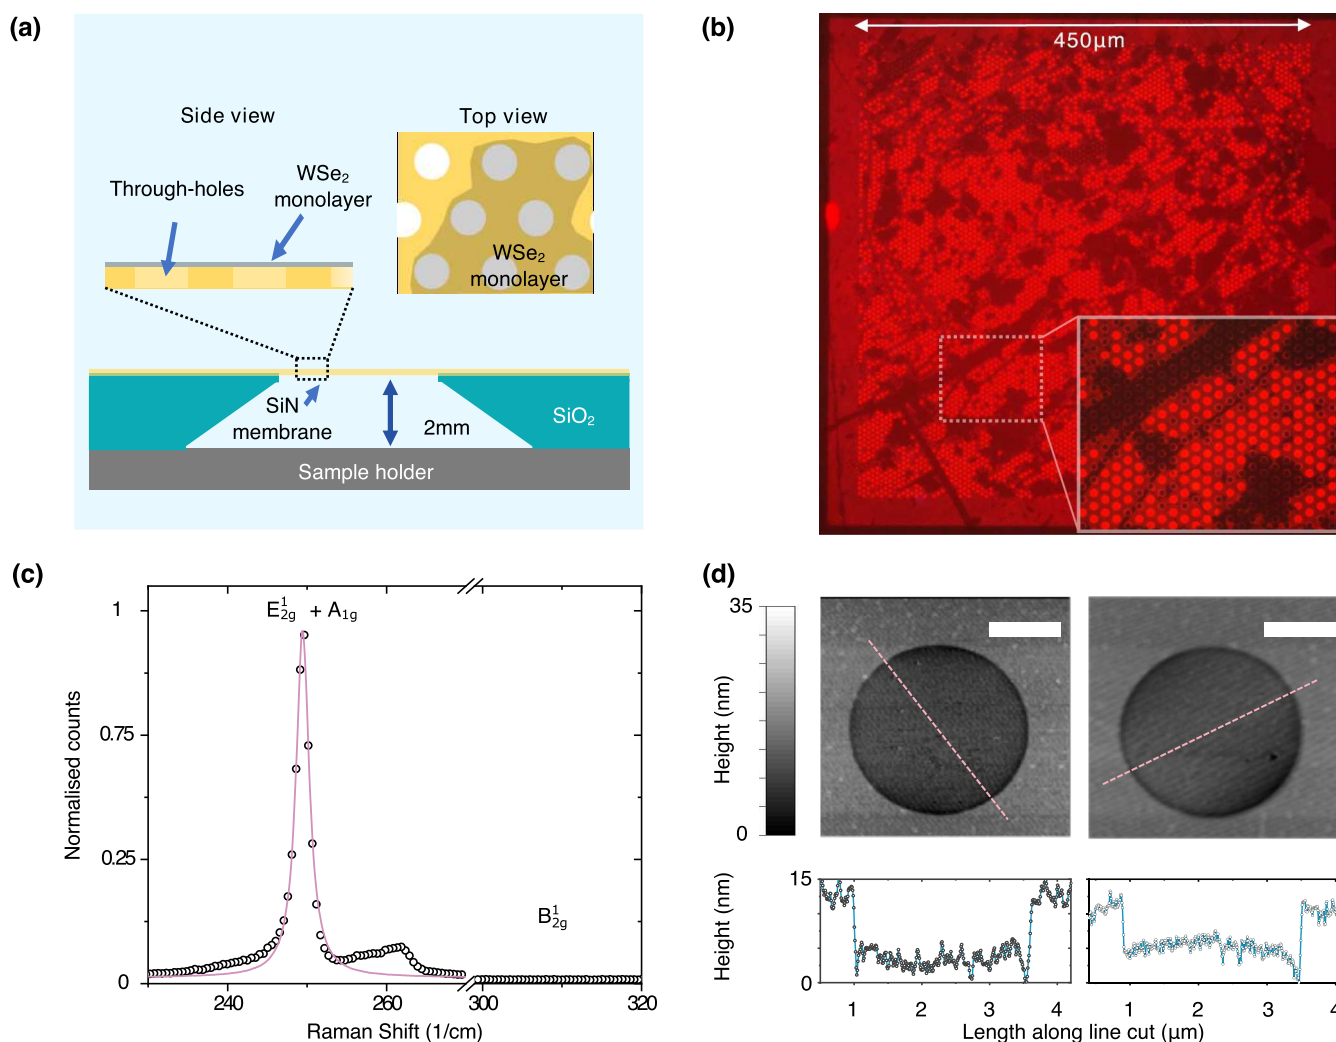 (a)
Side view
Top view
Through-holes
WSe₂
monolayer
WSe₂
monolayer
SiN
membrane
2mm
SiO₂
Sample holder
(b)
450µm
(c)
E¹₂g + A₁g
B¹₂g
1
0.75
0.25
0
Normalised counts
240
260
300
320
Raman Shift (1/cm)
(d)
35
0
Height (nm)
15
0
Height (nm)
1
2
3
4
1
2
3
4
Length along line cut (µm)